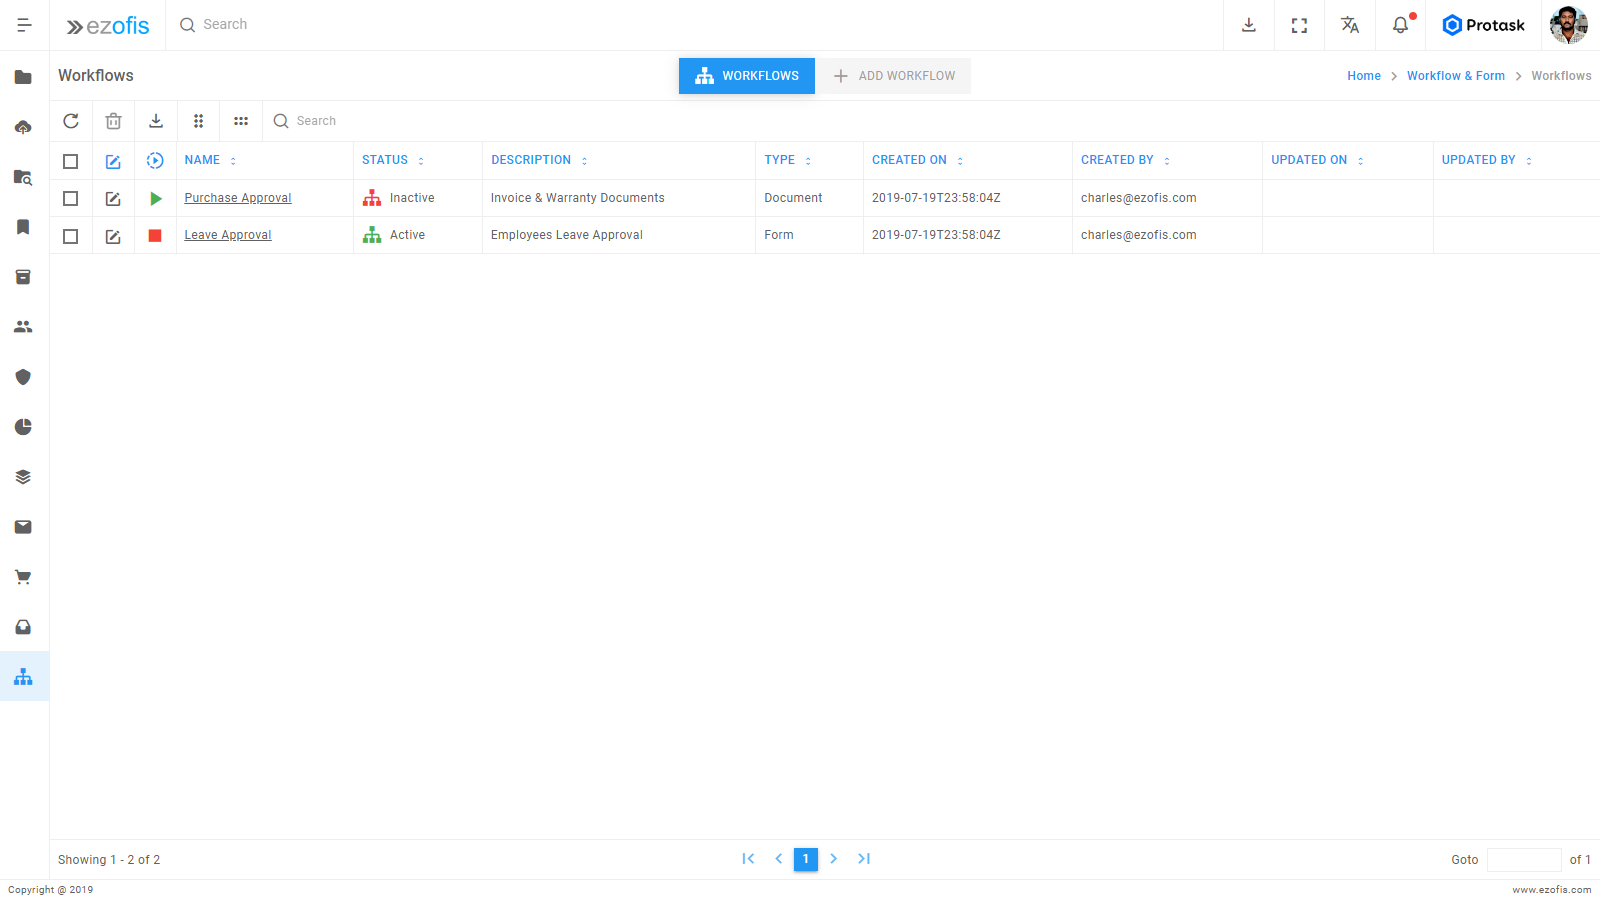 ezofis
Search
Protask
Workflows
WORKFLOWS
ADD WORKFLOW
Home
Workflow & Form
Workflows
Search
NAME STATUS DESCRIPTION TYPE CREATED ON CREATED BY UPDATED ON UPDATED BY
Purchase Approval Inactive Invoice & Warranty Documents Document 2019-07-19T23:58:04Z charles@ezofis.com
Leave Approval Active Employees Leave Approval Form 2019-07-19T23:58:04Z charles@ezofis.com
Showing 1 - 2 of 2
1
Goto of 1
Copyright @ 2019
www.ezofis.com